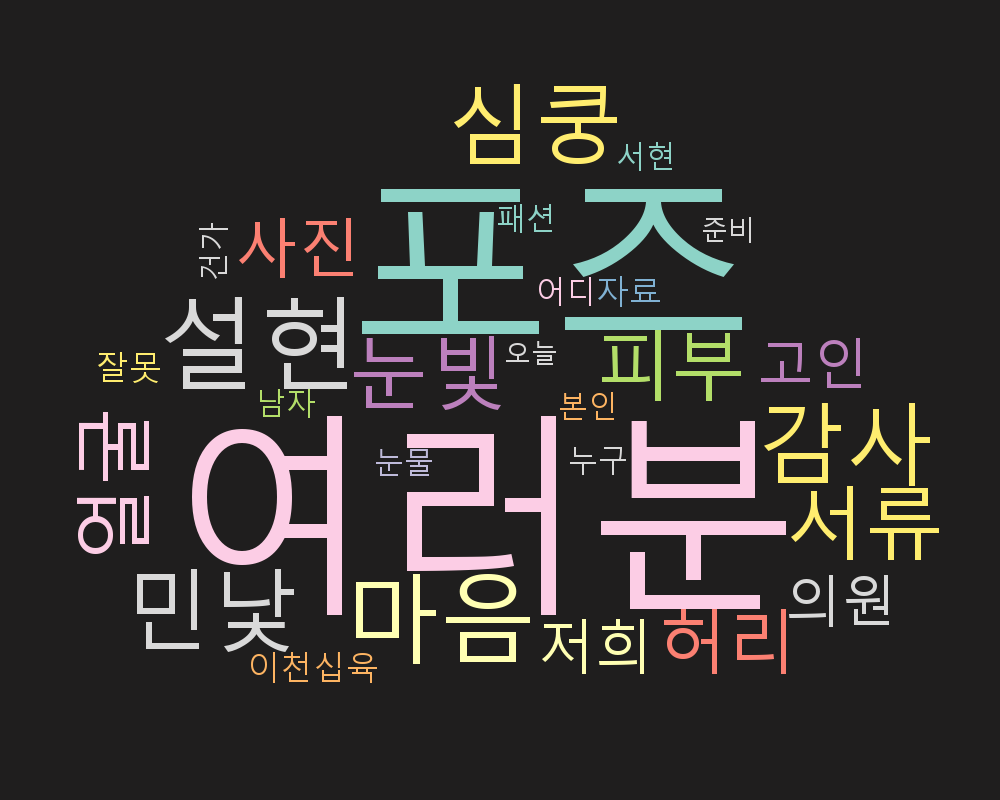 심쿵
서현
포즈
패션
준비
건가
사진
어디
자료
설현
눈빛
오늘
피부
고인
잘못
남자
본인
여러분
눈물
누구
감사
얼굴
서류
민낯
마음
의원
저희
허리
이천십육